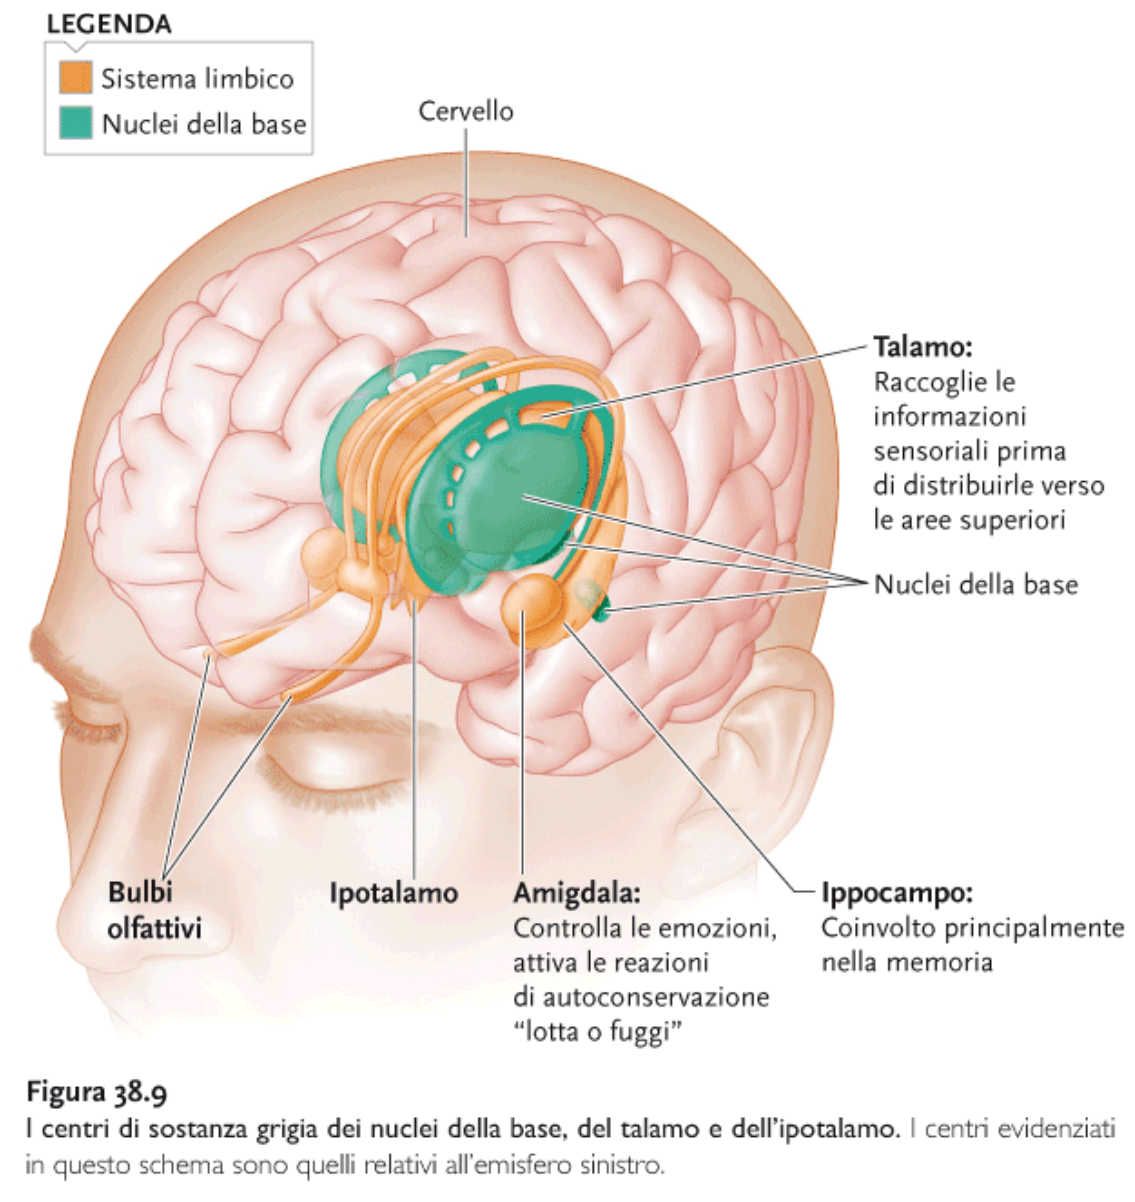 LEGENDA
Sistema limbico
Nuclei della base
Cervello
Talamo:
Raccoglie le
informazioni
sensoriali prima
di distribuirle verso
le aree superiori
Nuclei della base
Bulbi
olfattivi
Ipotalamo
Amigdala:
Controlla le emozioni,
attiva le reazioni
di autoconservazione
“lotta o fuggi”
Ippocampo:
Coinvolto principalmente
nella memoria
Figura 38.9
I centri di sostanza grigia dei nuclei della base, del talamo e dell'ipotalamo. I centri evidenziati
in questo schema sono quelli relativi all'emisfero sinistro.